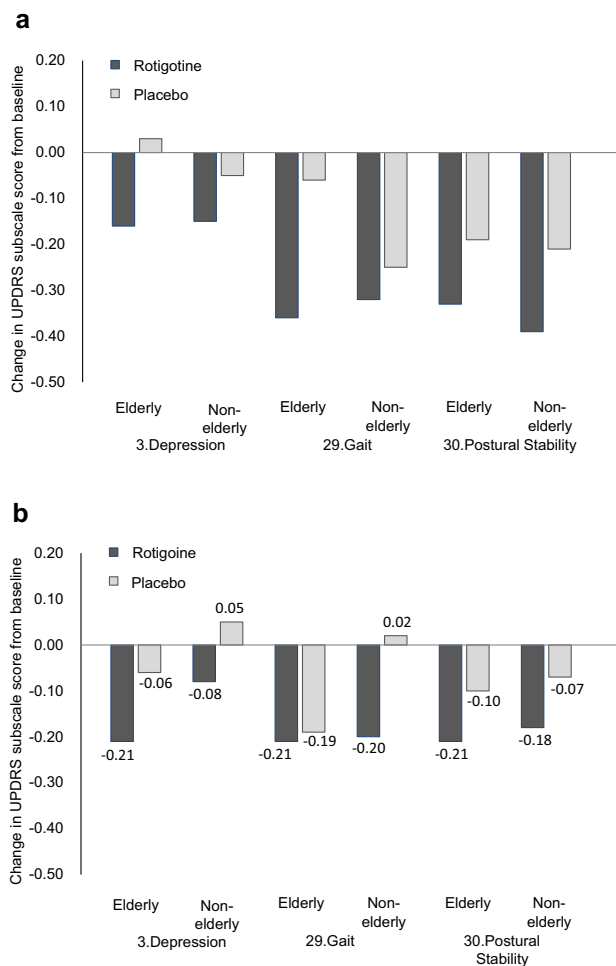 a
Change in UPDRS subscale score from baseline
0.20
0.10
0.00
-0.10
-0.20
-0.30
-0.40
-0.50
Rotigotine
Placebo
Elderly
Non-
elderly
Elderly
Non-
elderly
Elderly
Non-
elderly
3.Depression
29.Gait
30.Postural Stability
b
Change in UPDRS subscale score from baseline
0.20
0.10
0.00
-0.10
-0.20
-0.30
-0.40
-0.50
Rotigoine
Placebo
-0.21
-0.06
-0.08
0.05
-0.21
-0.19
-0.20
0.02
-0.21
-0.10
-0.18
-0.07
Elderly
Non-
elderly
Elderly
Non-
elderly
Elderly
Non-
elderly
3.Depression
29.Gait
30.Postural
Stability